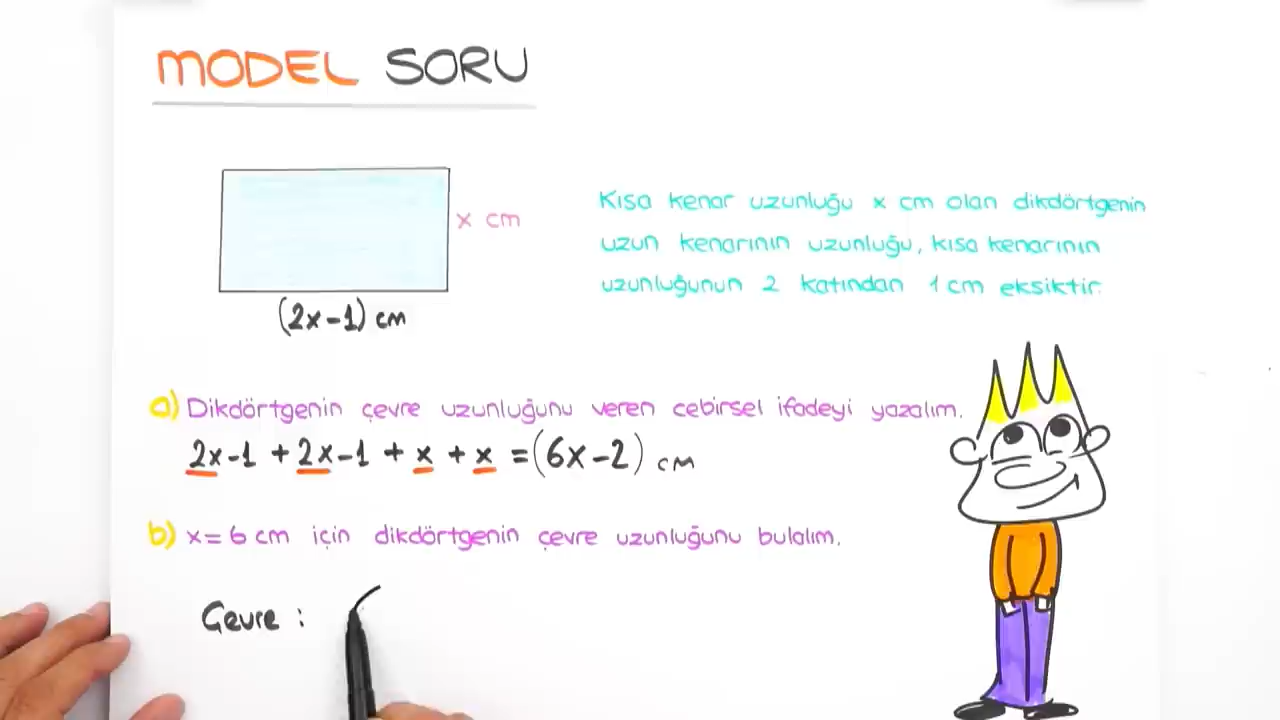 MODEL SORU
x cm
(2x-1) cm
Kısa kenar uzunluğu x cm olan dikdörtgenin
uzun kenarının uzunluğu, kısa kenarının
uzunluğunun 2 katından 1 cm eksiktir.
a) Dikdörtgenin çevre uzunluğunu veren cebirsel ifadeyi yazalım.
2x-1 + 2x-1 + x + x = (6x-2) cm
b) x = 6 cm için dikdörtgenin çevre uzunluğunu bulalım.
Çevre :